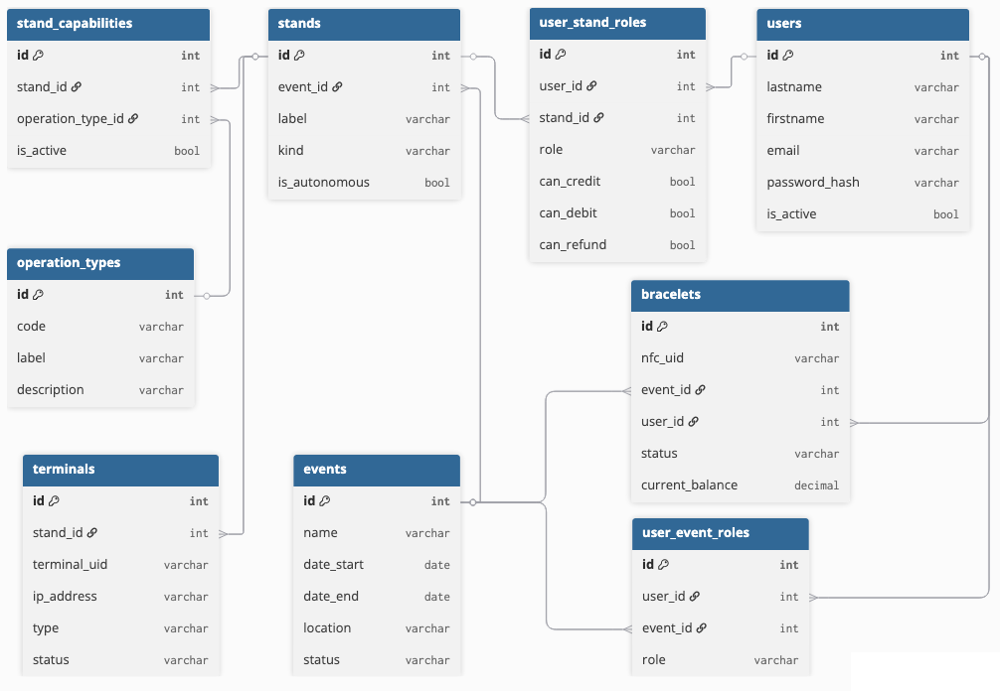 stand_capabilities
id int
stand_id int
operation_type_id int
is_active bool
stands
id int
event_id int
label varchar
kind varchar
is_autonomous bool
user_stand_roles
id int
user_id int
stand_id int
role varchar
can_credit bool
can_debit bool
can_refund bool
users
id int
lastname varchar
firstname varchar
email varchar
password_hash varchar
is_active bool
operation_types
id int
code varchar
label varchar
description varchar
bracelets
id int
nfc_uid varchar
event_id int
user_id int
status varchar
current_balance decimal
terminals
id int
stand_id int
terminal_uid varchar
ip_address varchar
type varchar
status varchar
events
id int
name varchar
date_start date
date_end date
location varchar
status varchar
user_event_roles
id int
user_id int
event_id int
role varchar